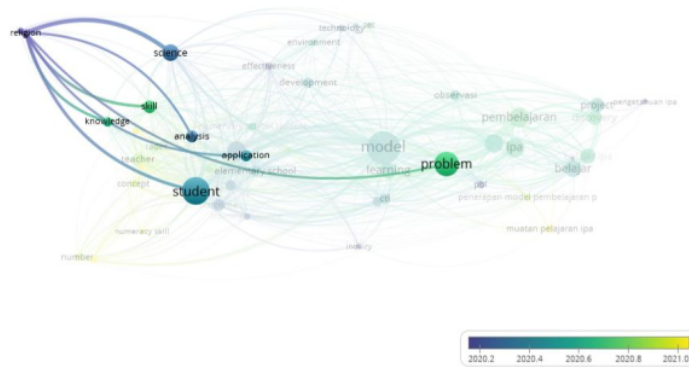 religion
science
technology
environment
effectiveness
development
skill
knowledge
analysis
application
teacher
concept
elementary school
student
numeracy skill
number
model
learning
problem
observasi
pembelajaran
ipa
project
discovery
pengetahuan ipa
belajar
pbl
penerapan model pembelajaran p
muatan pelajaran ipa
ctl
inquiry
2020.2 2020.4 2020.6 2020.8 2021.0